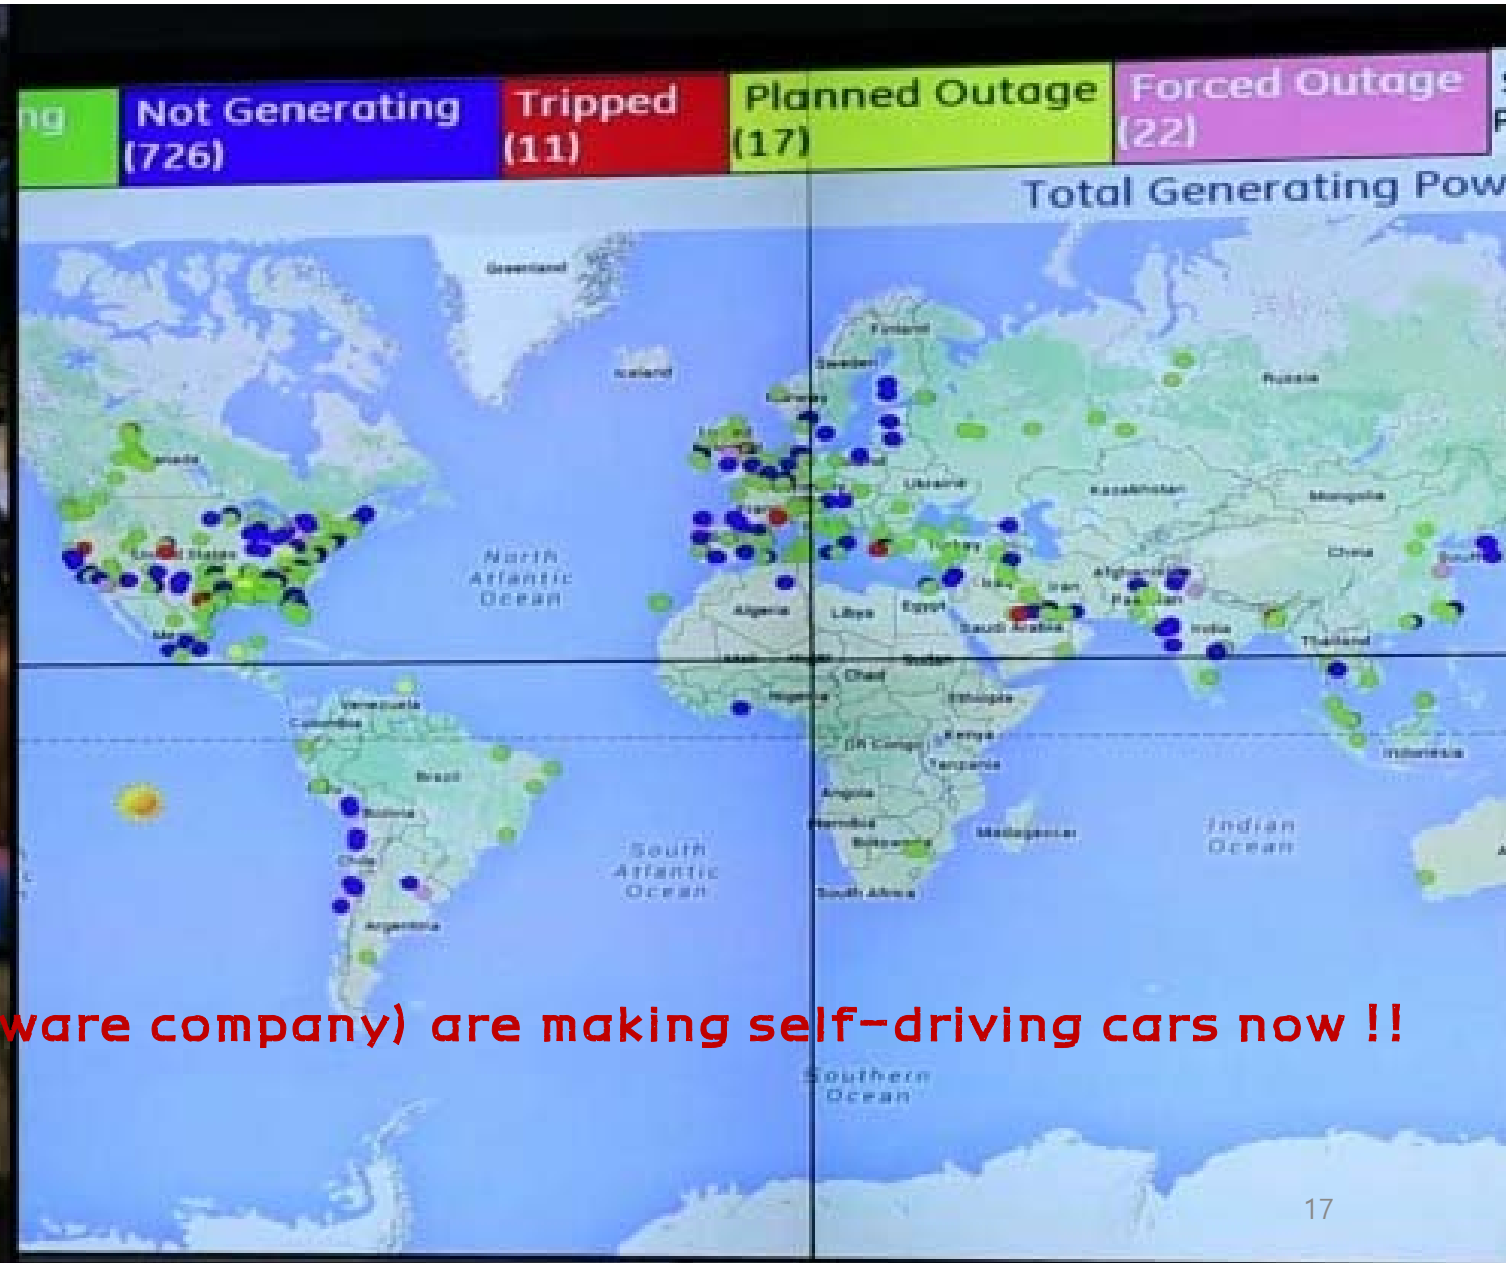 ng
Not Generating
(726)
Tripped
(11)
Planned Outage
(17)
Forced Outage
(22)
Total Generating Pow
Greenland
Iceland
Finland
Sweden
Norway
Russia
Canada
Ukraine
Kazakhstan
Mongolia
United States
North
Atlantic
Ocean
Turkey
China
South
Iran
Afghanistan
Pakistan
Algeria
Libya
Egypt
Saudi Arabia
India
Thailand
Mali
Niger
Sudan
Chad
Nigeria
Ethiopia
Venezuela
Colombia
DR Congo
Kenya
Tanzania
Indonesia
Brazil
Angola
Bolivia
Namibia
Botswana
Madagascar
Indian
Ocean
Chile
South
Atlantic
Ocean
South Africa
Argentina
ware company) are making self-driving cars now !!
Southern
Ocean
17